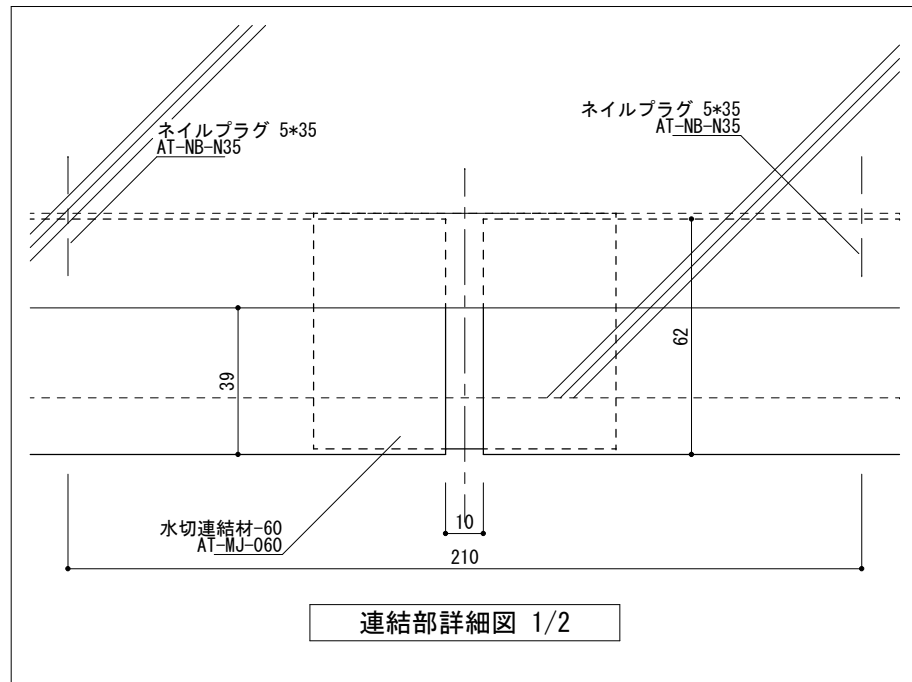 ネイルプラグ 5*35
AT-NB-N35
ネイルプラグ 5*35
AT-NB-N35
39
62
水切連結材-60
AT-MJ-060
10
210
連結部詳細図 1/2